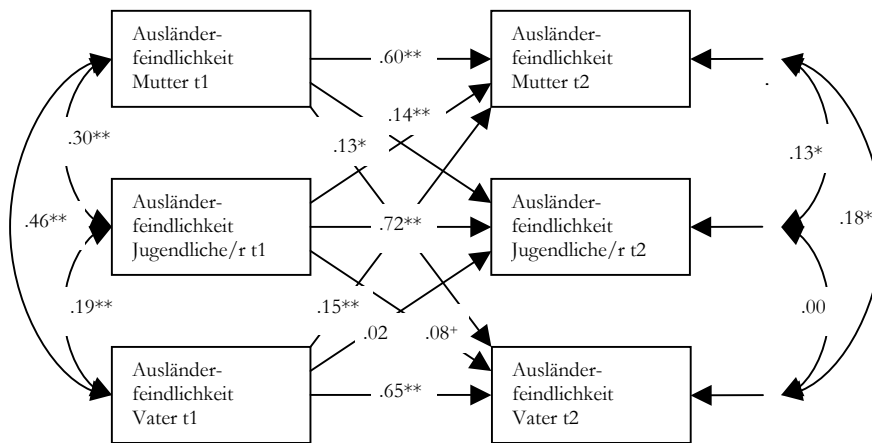 Ausländer-
feindlichkeit
Mutter t1
Ausländer-
feindlichkeit
Mutter t2
.60**
.
.14**
.30**
.13*
.13*
Ausländer-
feindlichkeit
Jugendliche/r t1
Ausländer-
feindlichkeit
Jugendliche/r t2
.46**
.72**
.18*
.19**
.15**
.02
.08+
.00
Ausländer-
feindlichkeit
Vater t1
Ausländer-
feindlichkeit
Vater t2
.65**